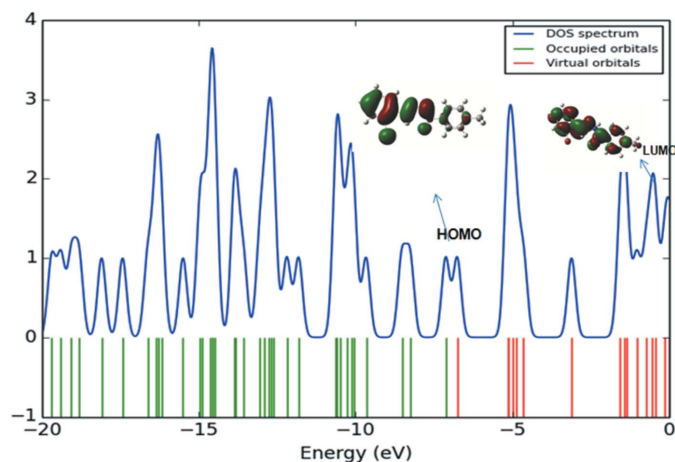 4
3
2
1
0
−1
DOS spectrum
Occupied orbitals
Virtual orbitals
HOMO
LUMO
−20 −15 −10 −5 0
Energy (eV)